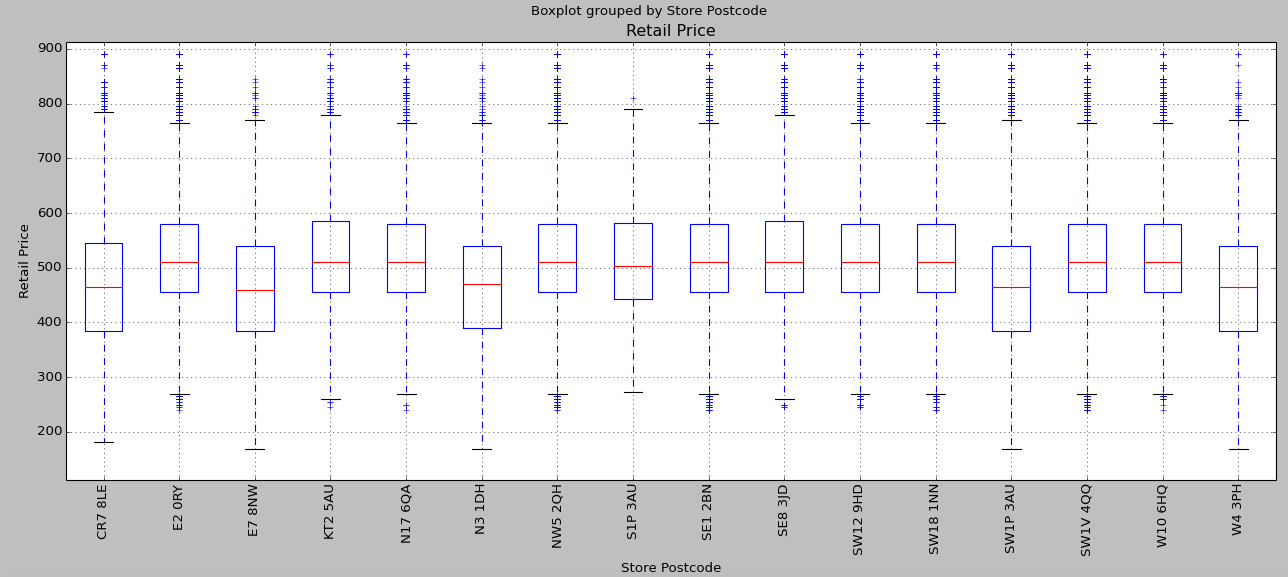 Boxplot grouped by Store Postcode
Retail Price
Retail Price
900
800
700
600
500
400
300
200
CR7 8LE
E2 0RY
E7 8NW
KT2 5AU
N17 6QA
N3 1DH
NW5 2QH
S1P 3AU
SE1 2BN
SE8 3JD
SW12 9HD
SW18 1NN
SW1P 3AU
SW1V 4QQ
W10 6HQ
W4 3PH
Store Postcode